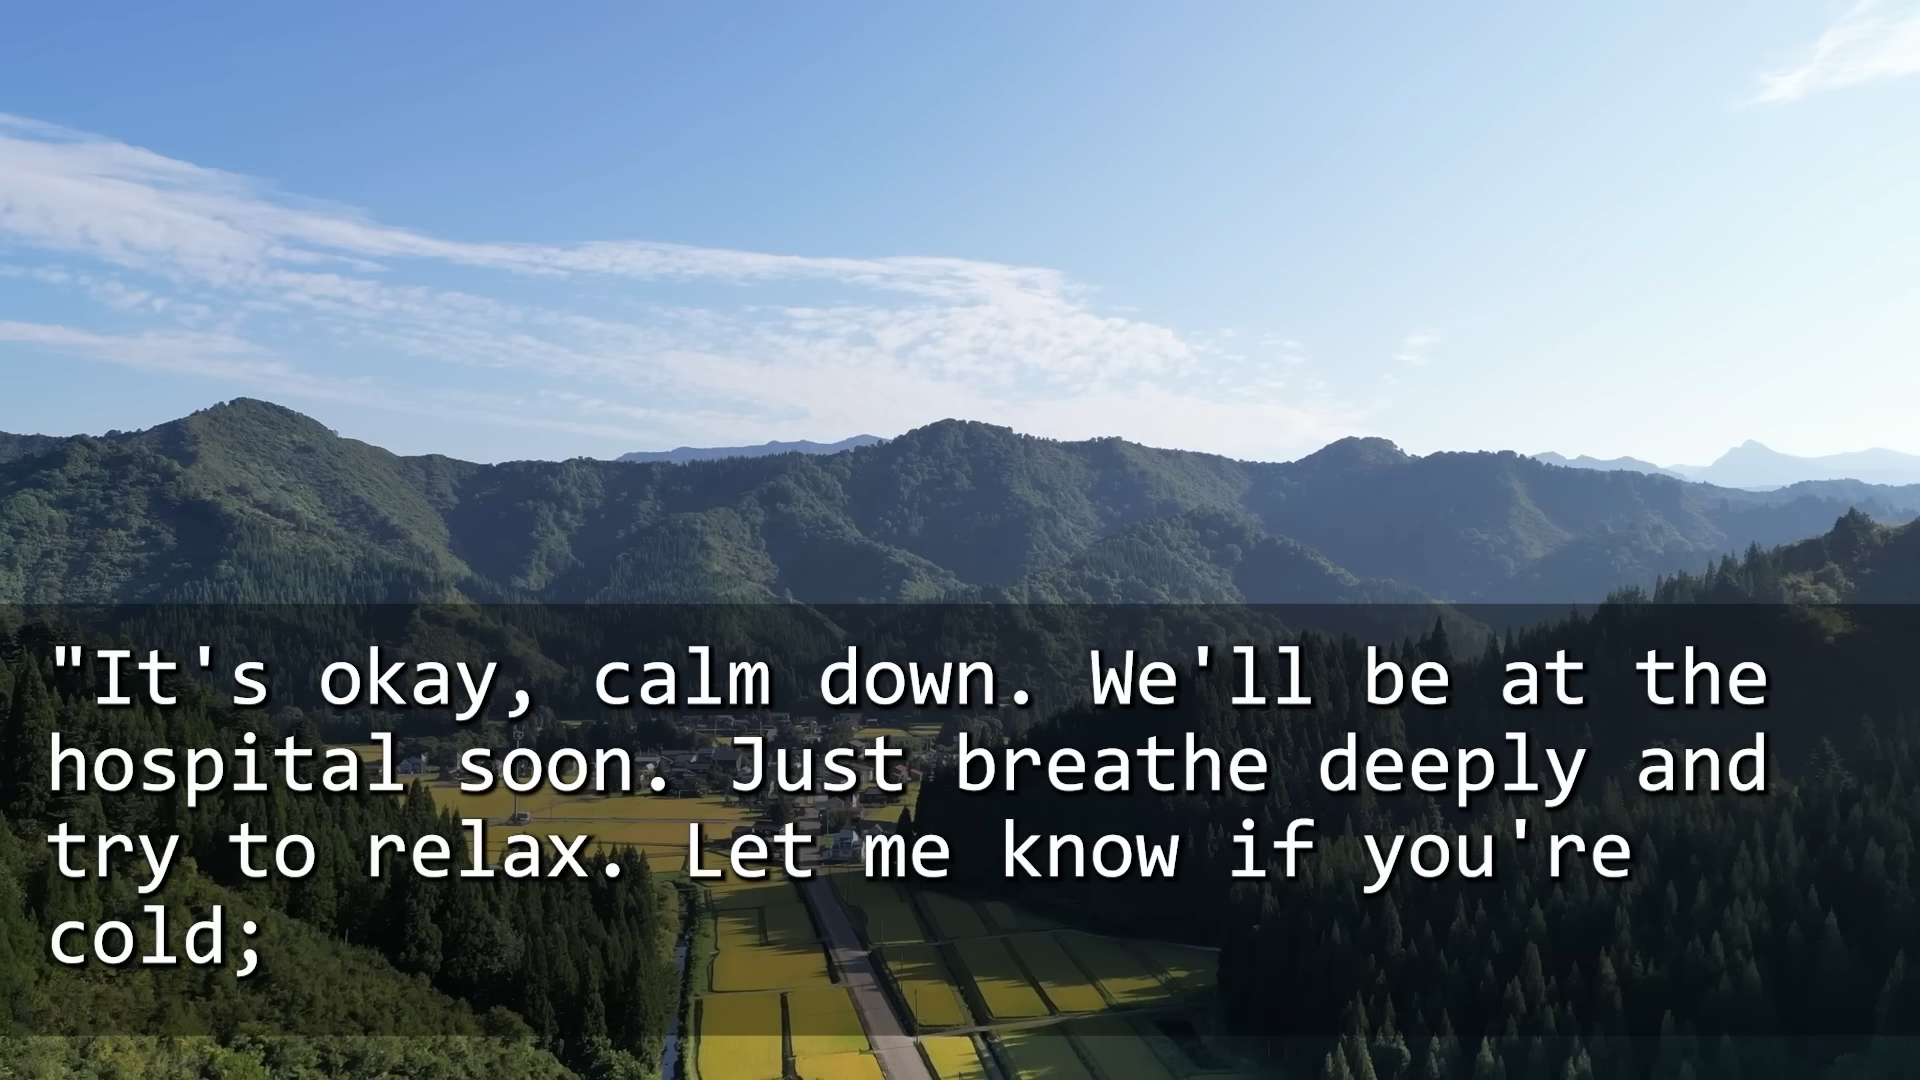 "It's okay, calm down. We'll be at the
hospital soon. Just breathe deeply and
try to relax. Let me know if you're
cold;